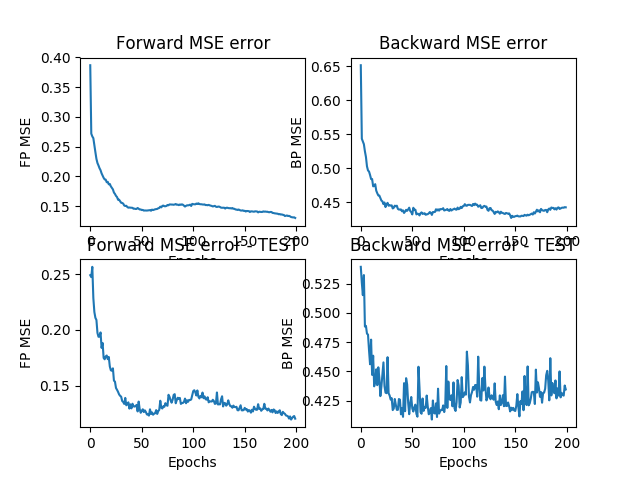 Forward MSE error
Backward MSE error
FP MSE
0.40
0.35
0.30
0.25
0.20
0.15
0 50 100 150 200
Epochs
BP MSE
0.65
0.60
0.55
0.50
0.45
0 50 100 150 200
Epochs
Forward MSE error - TEST
Backward MSE error - TEST
FP MSE
0.25
0.20
0.15
0 50 100 150 200
Epochs
BP MSE
0.525
0.500
0.475
0.450
0.425
0 50 100 150 200
Epochs